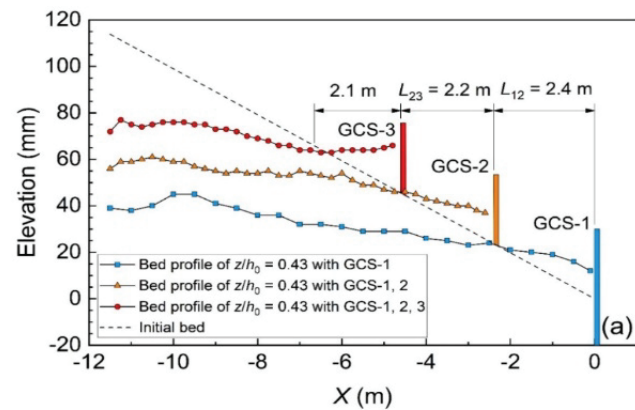 120
100
80
60
40
20
0
-20
Elevation (mm)
2.1 m
L₂₃ = 2.2 m
L₁₂ = 2.4 m
GCS-3
GCS-2
GCS-1
Bed profile of z/h₀ = 0.43 with GCS-1
Bed profile of z/h₀ = 0.43 with GCS-1, 2
Bed profile of z/h₀ = 0.43 with GCS-1, 2, 3
Initial bed
(a)
-12 -10 -8 -6 -4 -2 0
X (m)